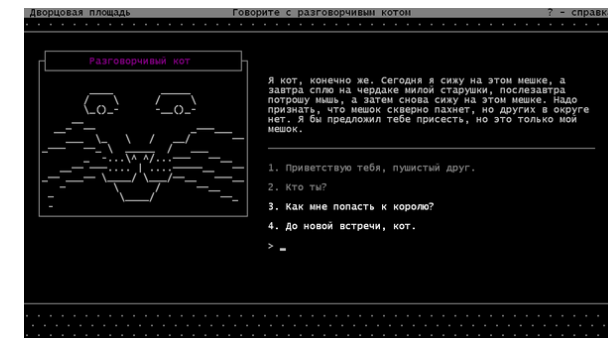 Дворцовая площадь
Говорите с разговорчивым котом
? – справка
Разговорчивый кот
Я кот, конечно же. Сегодня я сижу на этом мешке, а
завтра сплю на чердаке милой старушки, послезавтра
потрошу мышь, а затем снова сижу на этом мешке. Надо
признать, что мешок скверно пахнет, но других в округе
нет. Я бы предложил тебе присесть, но это только мой
мешок.
1. Приветствую тебя, пушистый друг.
2. Кто ты?
3. Как мне попасть к королю?
4. До новой встречи, кот.
> _